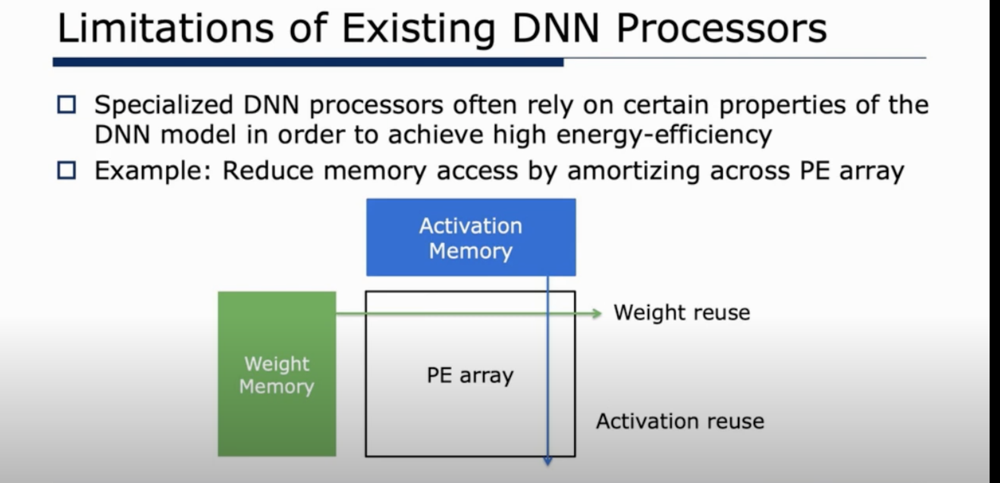 Limitations of Existing DNN Processors
Specialized DNN processors often rely on certain properties of the
DNN model in order to achieve high energy-efficiency
Example: Reduce memory access by amortizing across PE array
Activation
Memory
Weight reuse
Weight
Memory
PE array
Activation reuse